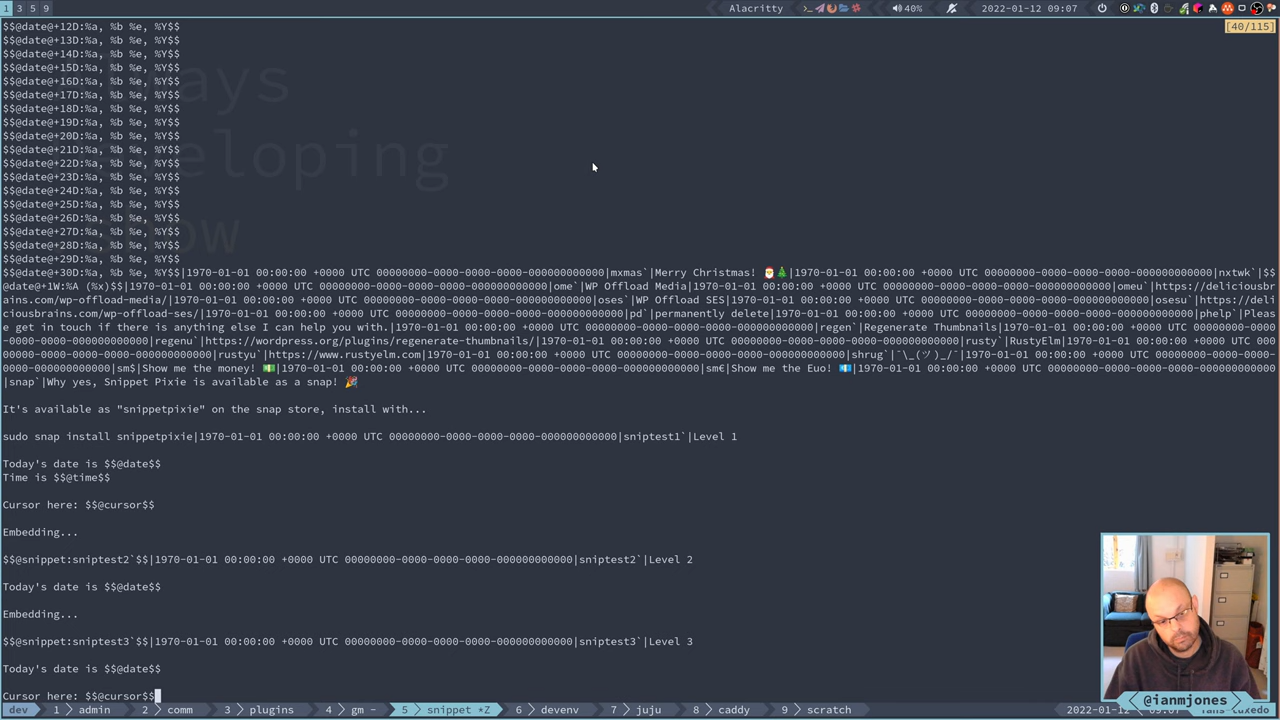 1 3 5 9 Alacritty 40% 2022-01-12 09:07
$$@date@+12D:%a, %b %e, %Y$$ [40/115]
$$@date@+13D:%a, %b %e, %Y$$
$$@date@+14D:%a, %b %e, %Y$$
$$@date@+15D:%a, %b %e, %Y$$
$$@date@+16D:%a, %b %e, %Y$$
$$@date@+17D:%a, %b %e, %Y$$
$$@date@+18D:%a, %b %e, %Y$$
$$@date@+19D:%a, %b %e, %Y$$
$$@date@+20D:%a, %b %e, %Y$$
$$@date@+21D:%a, %b %e, %Y$$
$$@date@+22D:%a, %b %e, %Y$$
$$@date@+23D:%a, %b %e, %Y$$
$$@date@+24D:%a, %b %e, %Y$$
$$@date@+25D:%a, %b %e, %Y$$
$$@date@+26D:%a, %b %e, %Y$$
$$@date@+27D:%a, %b %e, %Y$$
$$@date@+28D:%a, %b %e, %Y$$
$$@date@+29D:%a, %b %e, %Y$$
$$@date@+30D:%a, %b %e, %Y$$|1970-01-01 00:00:00 +0000 UTC 00000000-0000-0000-0000-000000000000|mxmas`|Merry Christmas! 🎅🎄|1970-01-01 00:00:00 +0000 UTC 00000000-0000-0000-0000-000000000000|nxtwk`|$$
@date@+1W:%A (%x)$$|1970-01-01 00:00:00 +0000 UTC 00000000-0000-0000-0000-000000000000|ome`|WP Offload Media|1970-01-01 00:00:00 +0000 UTC 00000000-0000-0000-0000-000000000000|omeu`|https://deliciousbr
ains.com/wp-offload-media/|1970-01-01 00:00:00 +0000 UTC 00000000-0000-0000-0000-000000000000|oses`|WP Offload SES|1970-01-01 00:00:00 +0000 UTC 00000000-0000-0000-0000-000000000000|osesu`|https://deli
ciousbrains.com/wp-offload-ses/|1970-01-01 00:00:00 +0000 UTC 00000000-0000-0000-0000-000000000000|pd`|permanently delete|1970-01-01 00:00:00 +0000 UTC 00000000-0000-0000-0000-000000000000|phelp`|Pleas
e get in touch if there is anything else I can help you with.|1970-01-01 00:00:00 +0000 UTC 00000000-0000-0000-0000-000000000000|regen`|Regenerate Thumbnails|1970-01-01 00:00:00 +0000 UTC 00000000-0000
-0000-0000-000000000000|regenu`|https://wordpress.org/plugins/regenerate-thumbnails/|1970-01-01 00:00:00 +0000 UTC 00000000-0000-0000-0000-000000000000|rusty`|RustyElm|1970-01-01 00:00:00 +0000 UTC 000
00000-0000-0000-0000-000000000000|rustyu`|https://www.rustyelm.com|1970-01-01 00:00:00 +0000 UTC 00000000-0000-0000-0000-000000000000|shrug`|¯\_(ツ)_/¯|1970-01-01 00:00:00 +0000 UTC 00000000-0000-0000-
0000-000000000000|sm$|Show me the money! 💵|1970-01-01 00:00:00 +0000 UTC 00000000-0000-0000-0000-000000000000|sm€|Show me the Euo! 💶|1970-01-01 00:00:00 +0000 UTC 00000000-0000-0000-0000-000000000000
|snap`|Why yes, Snippet Pixie is available as a snap! 🎉
It's available as "snippetpixie" on the snap store, install with...
sudo snap install snippetpixie|1970-01-01 00:00:00 +0000 UTC 00000000-0000-0000-0000-000000000000|sniptest1`|Level 1
Today's date is $$@date$$
Time is $$@time$$
Cursor here: $$@cursor$$
Embedding...
$$@snippet:sniptest2`$$|1970-01-01 00:00:00 +0000 UTC 00000000-0000-0000-0000-000000000000|sniptest2`|Level 2
Today's date is $$@date$$
Embedding...
$$@snippet:sniptest3`$$|1970-01-01 00:00:00 +0000 UTC 00000000-0000-0000-0000-000000000000|sniptest3`|Level 3
Today's date is $$@date$$
Cursor here: $$@cursor$$
dev 1 admin 2 comm 3 plugins 4 gm - 5 snippet *Z 6 devenv 7 juju 8 caddy 9 scratch 2022-01-12
@ianmjones